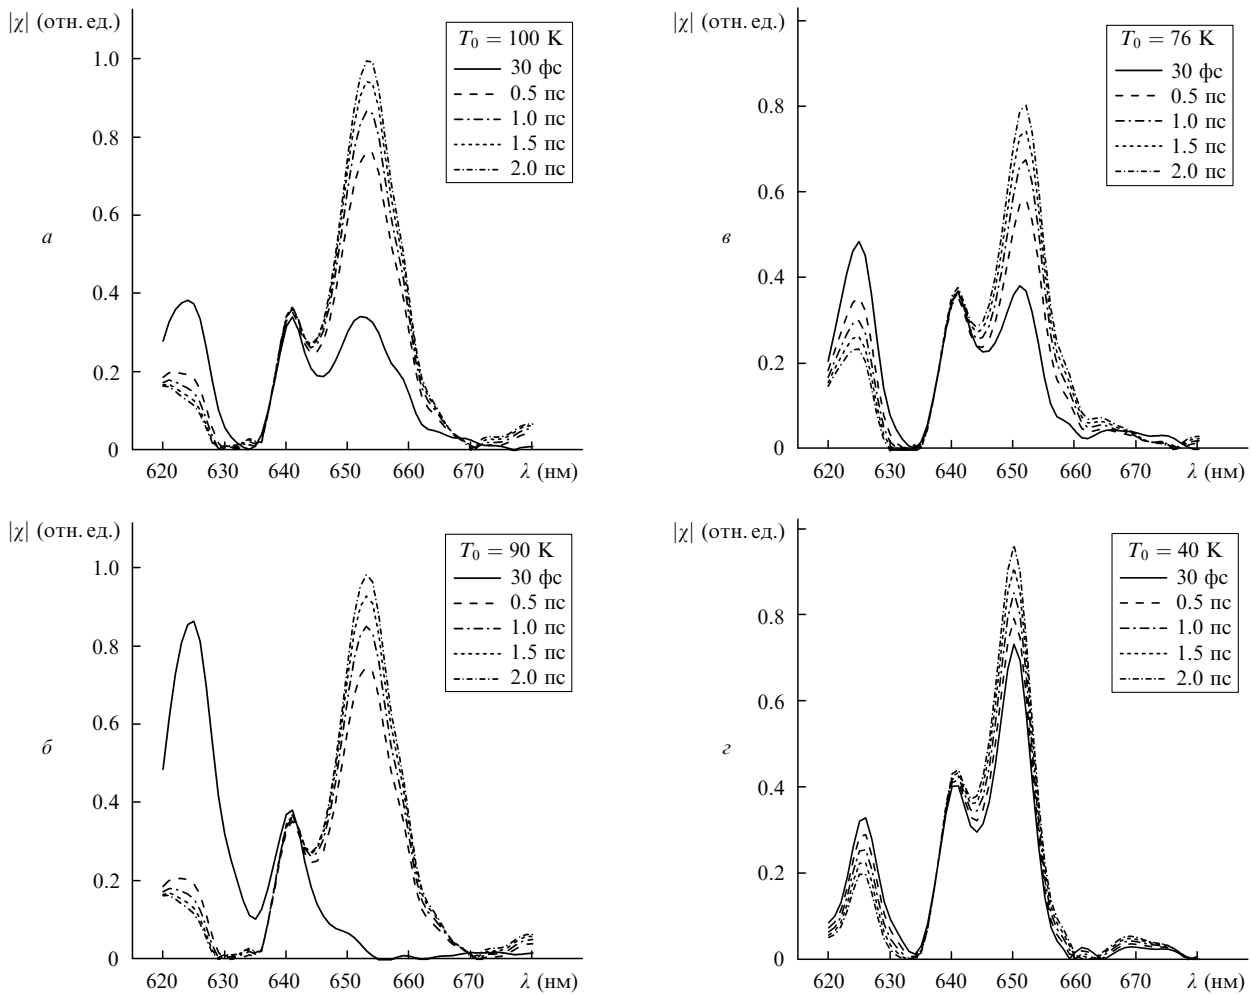 |χ| (отн. ед.)
1.0
0.8
0.6
0.4
0.2
0
620 630 640 650 660 670 λ (нм)
T₀ = 100 K
30 фс
0.5 пс
1.0 пс
1.5 пс
2.0 пс
а
|χ| (отн. ед.)
0.8
0.6
0.4
0.2
0
620 630 640 650 660 670 λ (нм)
T₀ = 76 K
30 фс
0.5 пс
1.0 пс
1.5 пс
2.0 пс
в
|χ| (отн. ед.)
1.0
0.8
0.6
0.4
0.2
0
620 630 640 650 660 670 λ (нм)
T₀ = 90 K
30 фс
0.5 пс
1.0 пс
1.5 пс
2.0 пс
б
|χ| (отн. ед.)
0.8
0.6
0.4
0.2
0
620 630 640 650 660 670 λ (нм)
T₀ = 40 K
30 фс
0.5 пс
1.0 пс
1.5 пс
2.0 пс
г